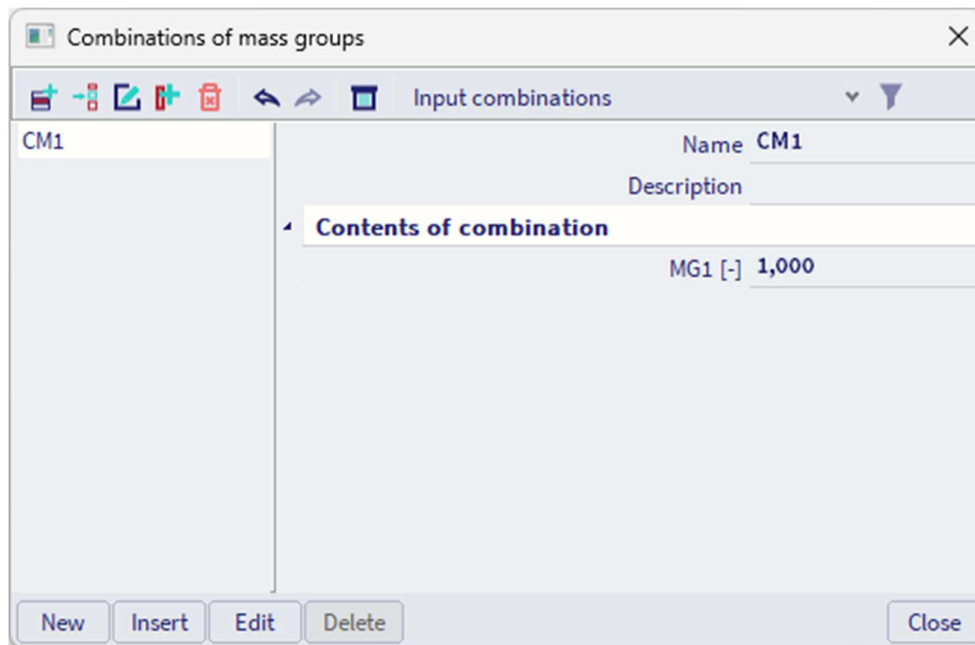 Combinations of mass groups
Input combinations
CM1
Name CM1
Description
Contents of combination
MG1 [-] 1,000
New Insert Edit Delete Close